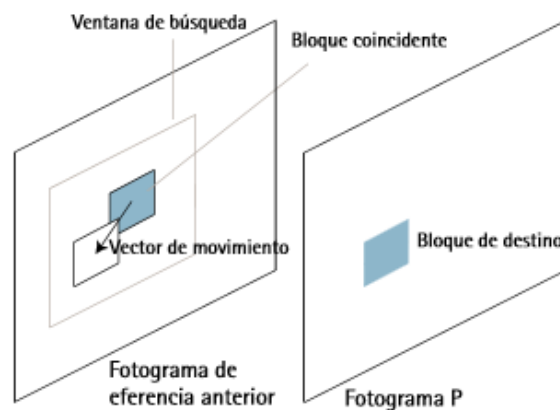 Ventana de búsqueda
Bloque coincidente
Vector de movimiento
Bloque de destino
Fotograma de
eferencia anterior
Fotograma P